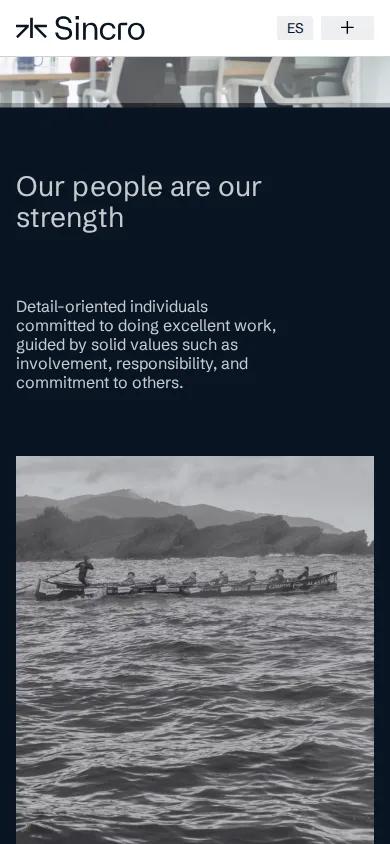 Sincro
ES
+
Our people are our
strength
Detail-oriented individuals
committed to doing excellent work,
guided by solid values such as
involvement, responsibility, and
commitment to others.